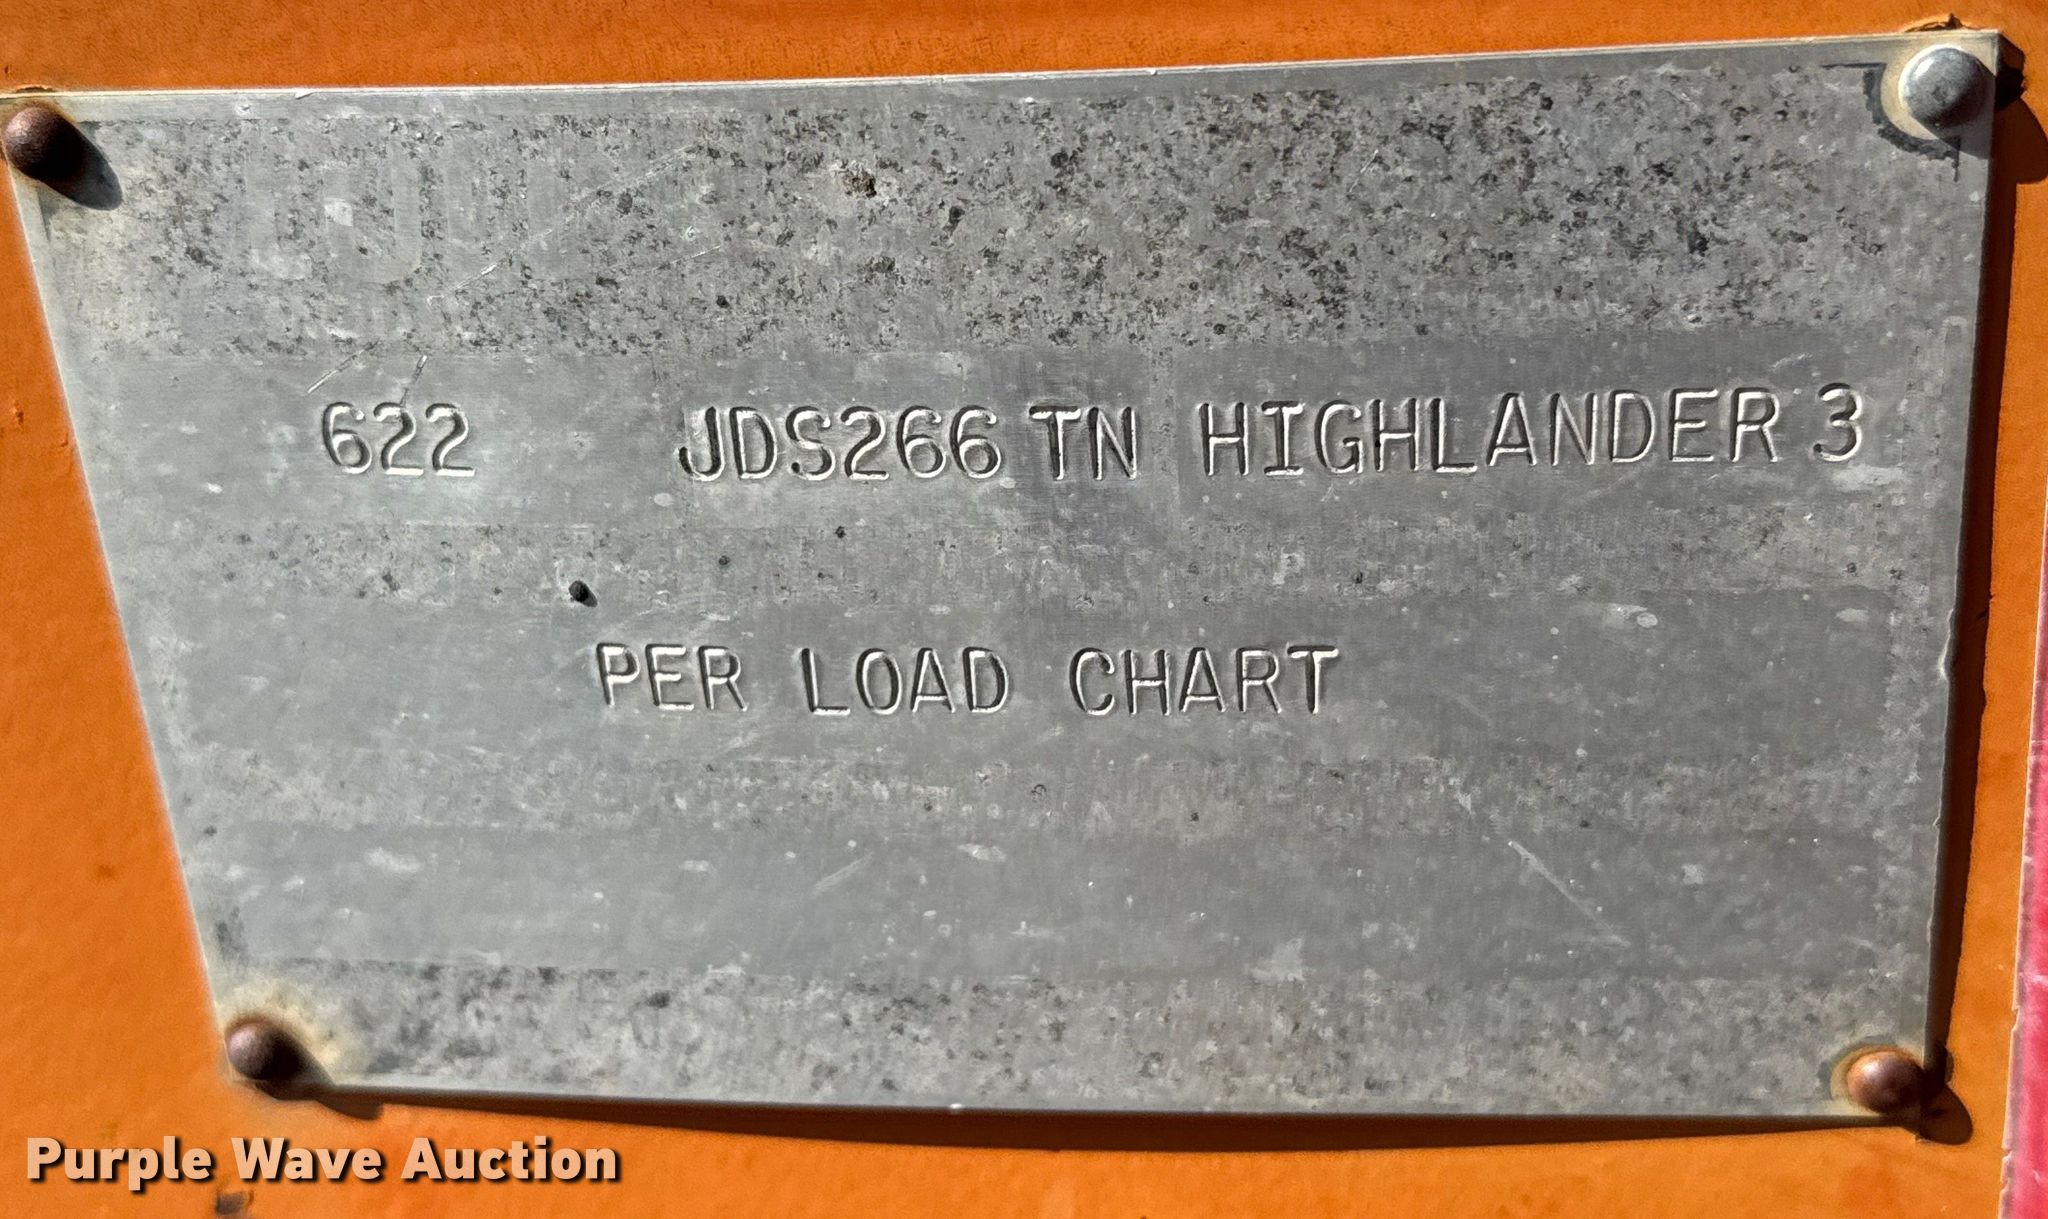 622 JDS266 TN HIGHLANDER 3
PER LOAD CHART
Purple Wave Auction